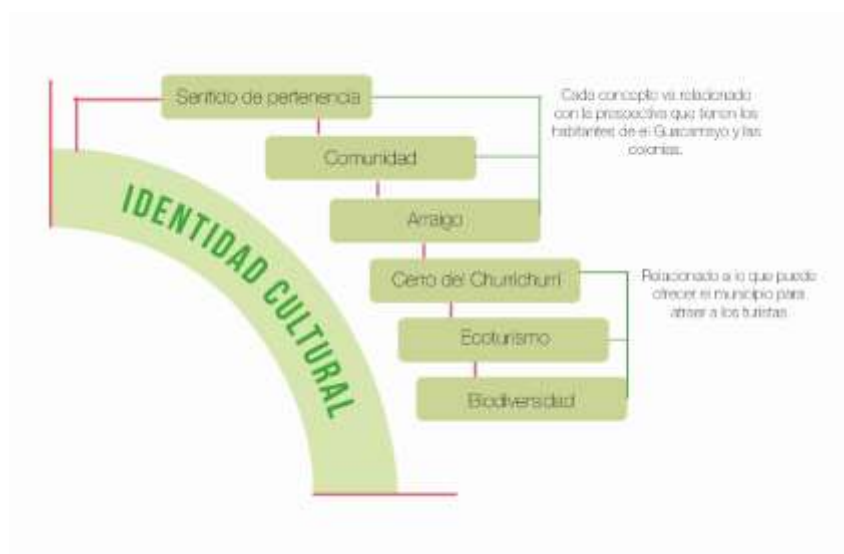 Sentido de pertenencia
Cada concepto va relacionado
con la prospectiva que tienen los
habitantes de el Guacamayo y las
colonias.
Comunidad
IDENTIDAD CULTURAL
Arraigo
Cerro del Churrichurri
Relacionado a lo que puede
ofrecer el municipio para
atraer a los turistas
Ecoturismo
Biodiversidad